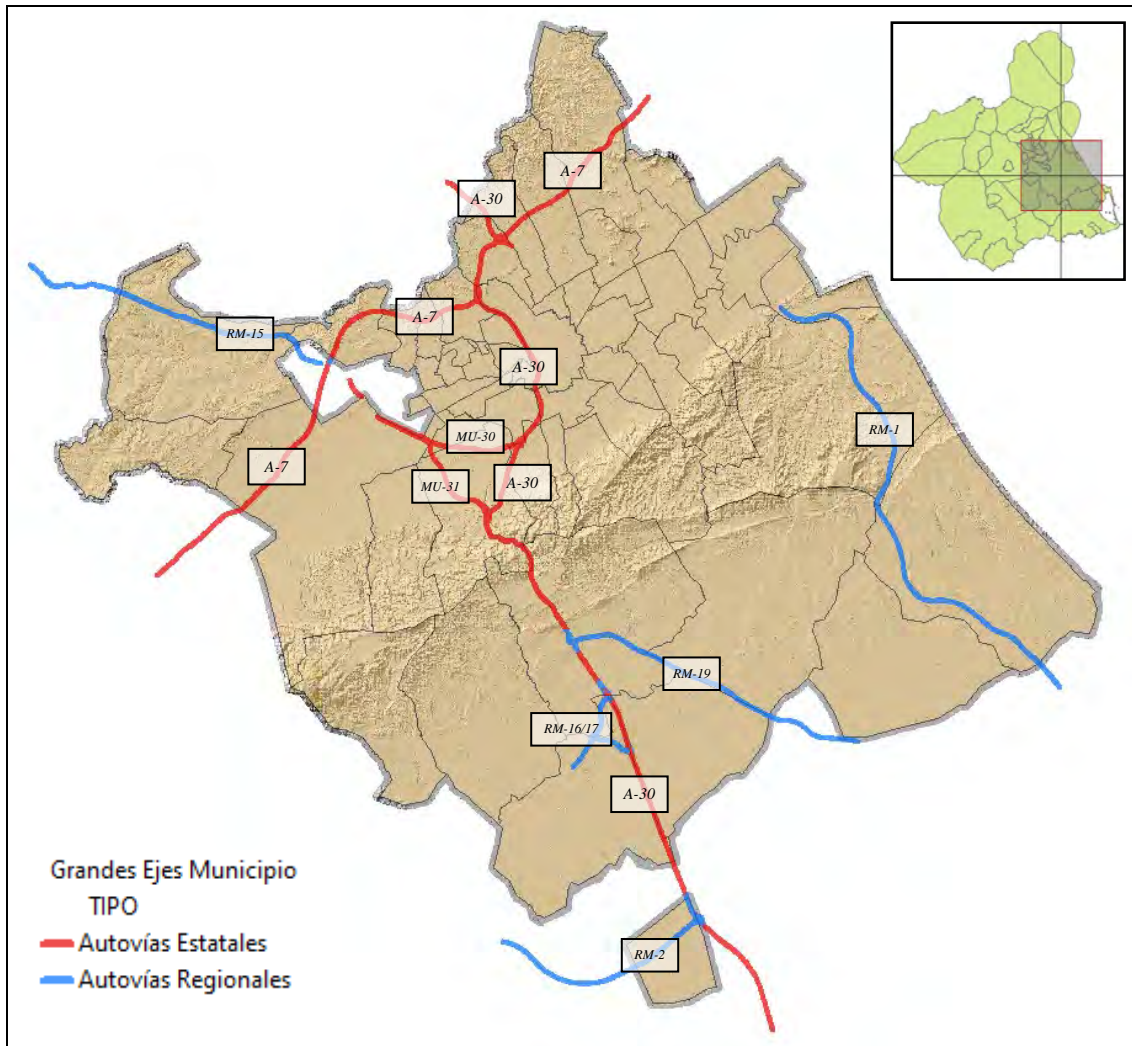 A-7
A-30
A-7
RM-15
A-30
RM-1
MU-30
A-7
MU-31
A-30
RM-19
RM-16/17
A-30
Grandes Ejes Municipio
TIPO
Autovías Estatales
Autovías Regionales
RM-2